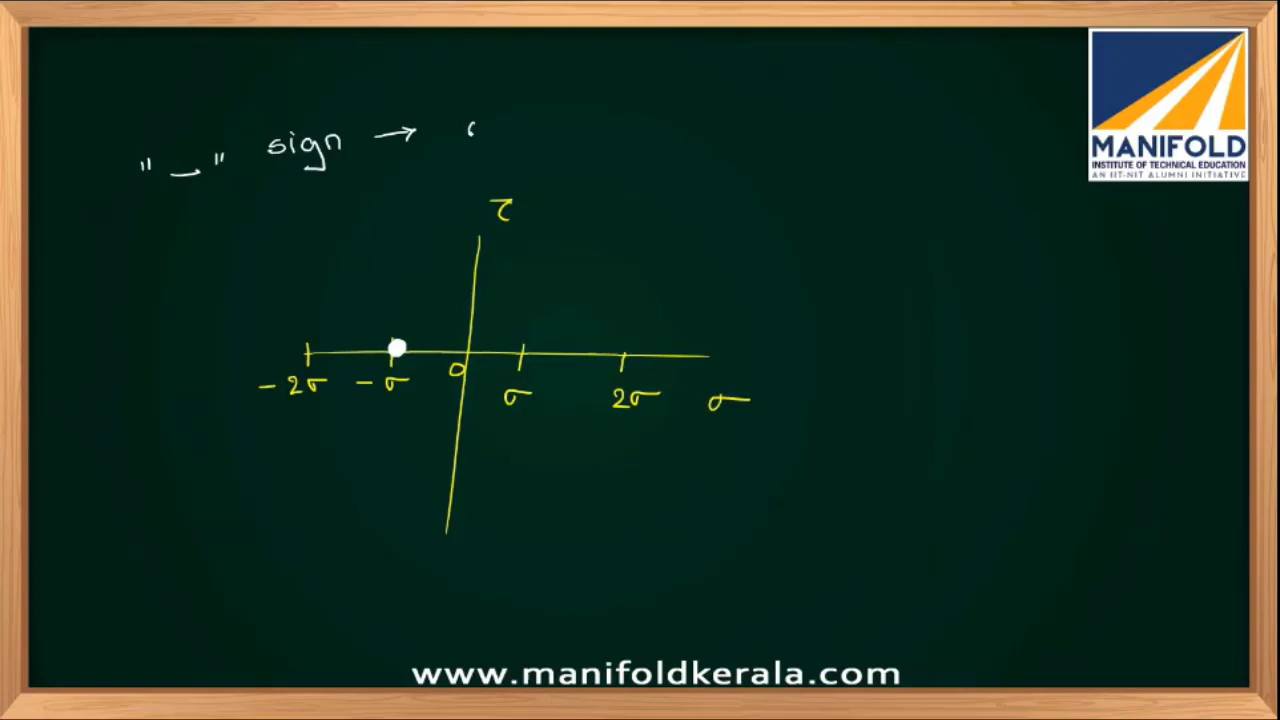 "-" sign →
τ
-2σ -σ 0 σ 2σ σ
MANIFOLD
INSTITUTE OF TECHNICAL EDUCATION
AN IIT-NIT ALUMNI INITIATIVE
www.manifoldkerala.com